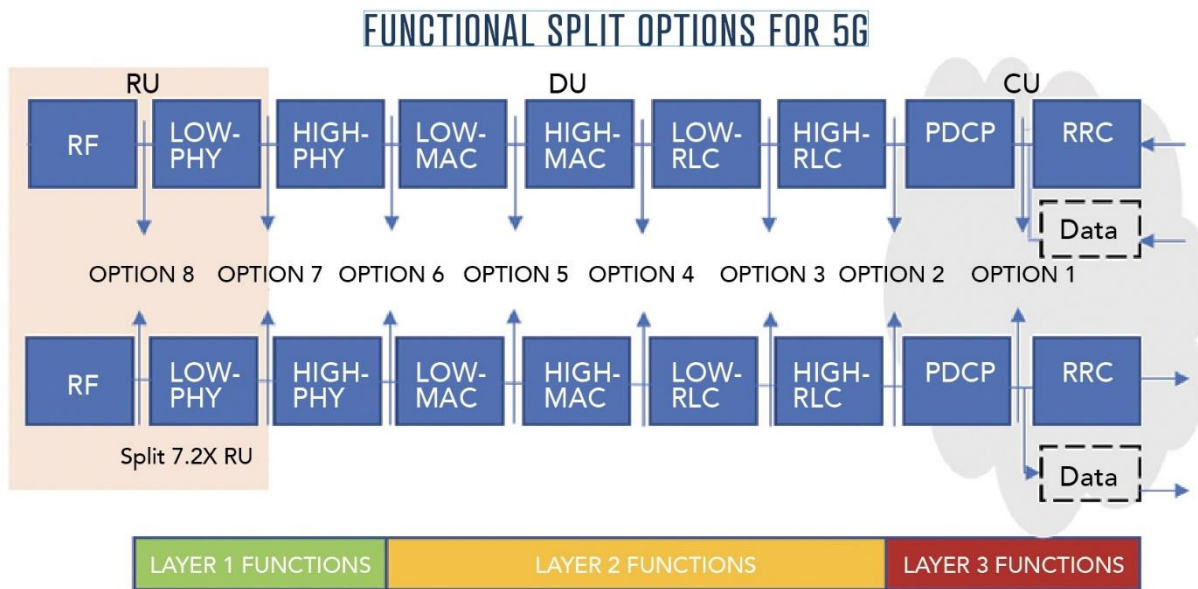 FUNCTIONAL SPLIT OPTIONS FOR 5G
RU
DU
CU
RF
LOW-
PHY
HIGH-
PHY
LOW-
MAC
HIGH-
MAC
LOW-
RLC
HIGH-
RLC
PDCP
RRC
Data
OPTION 8
OPTION 7
OPTION 6
OPTION 5
OPTION 4
OPTION 3
OPTION 2
OPTION 1
RF
LOW-
PHY
HIGH-
PHY
LOW-
MAC
HIGH-
MAC
LOW-
RLC
HIGH-
RLC
PDCP
RRC
Split 7.2X RU
Data
LAYER 1 FUNCTIONS
LAYER 2 FUNCTIONS
LAYER 3 FUNCTIONS